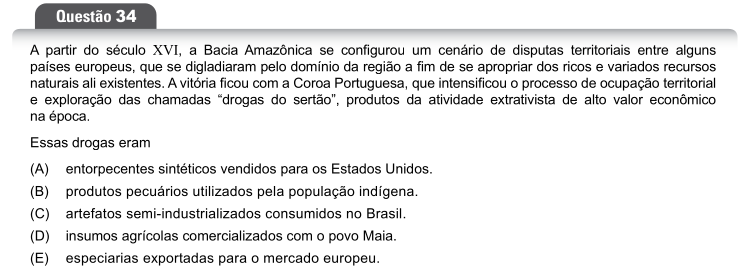 Questão 34
A partir do século XVI, a Bacia Amazônica se configurou um cenário de disputas territoriais entre alguns
países europeus, que se digladiaram pelo domínio da região a fim de se apropriar dos ricos e variados recursos
naturais ali existentes. A vitória ficou com a Coroa Portuguesa, que intensificou o processo de ocupação territorial
e exploração das chamadas “drogas do sertão”, produtos da atividade extrativista de alto valor econômico
na época.
Essas drogas eram
(A) entorpecentes sintéticos vendidos para os Estados Unidos.
(B) produtos pecuários utilizados pela população indígena.
(C) artefatos semi-industrializados consumidos no Brasil.
(D) insumos agrícolas comercializados com o povo Maia.
(E) especiarias exportadas para o mercado europeu.